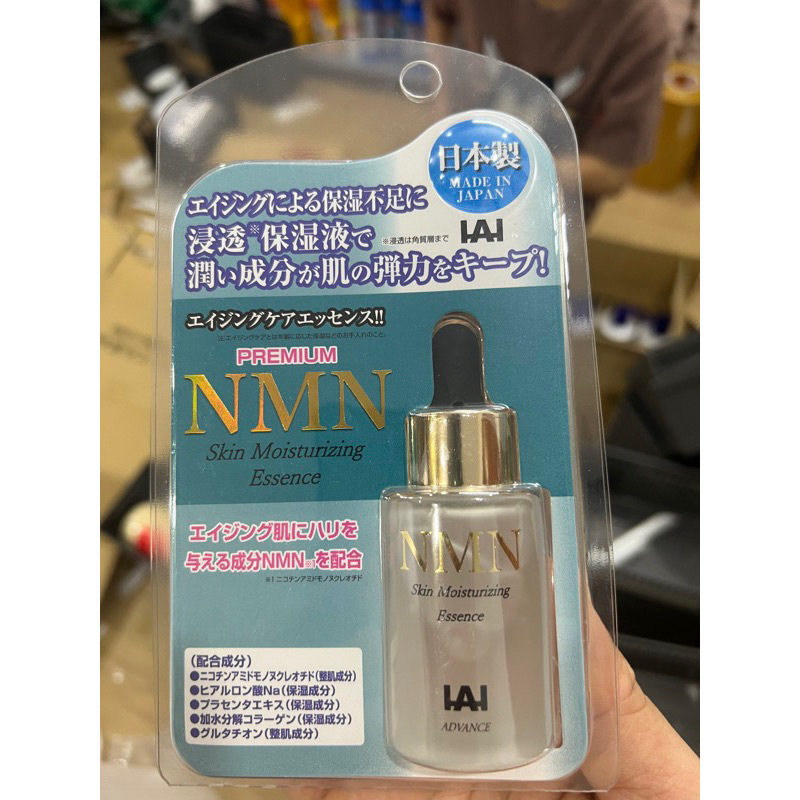 日本製
MADE IN
JAPAN
エイジングによる保湿不足に
浸透※保湿液で ※浸透は角質層まで
潤い成分が肌の弾力をキープ!
エイジングケアエッセンス!!
PREMIUM
NMN
Skin Moisturizing
Essence
エイジング肌にハリを
与える成分NMN※1を配合
※1 ニコチンアミドモノヌクレオチド
NMN
Skin Moisturizing
Essence
ADVANCE
(配合成分)
●ニコチンアミドモノヌクレオチド(整肌成分)
●ヒアルロン酸Na(保湿成分)
●プラセンタエキス(保湿成分)
●加水分解コラーゲン(保湿成分)
●グルタチオン(整肌成分)